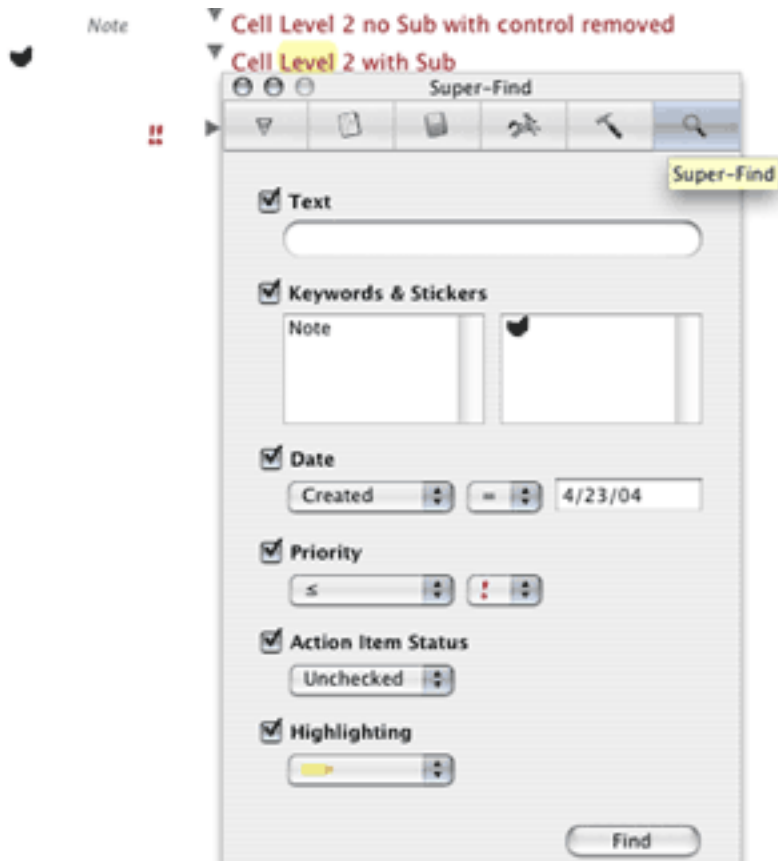 Note Cell Level 2 no Sub with control removed
Cell Level 2 with Sub
Super-Find
!!
Super-Find
Text
Keywords & Stickers
Note
Date
Created = 4/23/04
Priority
≤ !
Action Item Status
Unchecked
Highlighting
Find